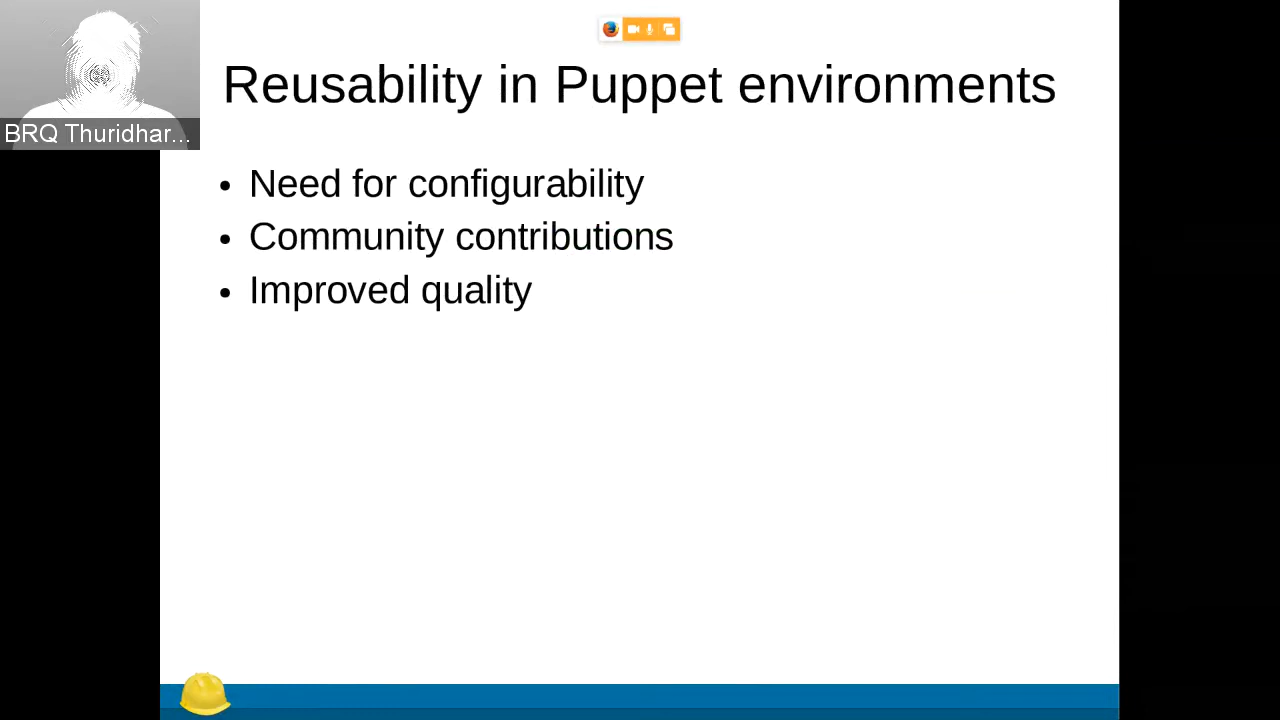 Reusability in Puppet environments
BRQ Thuridhar...
• Need for configurability
• Community contributions
• Improved quality